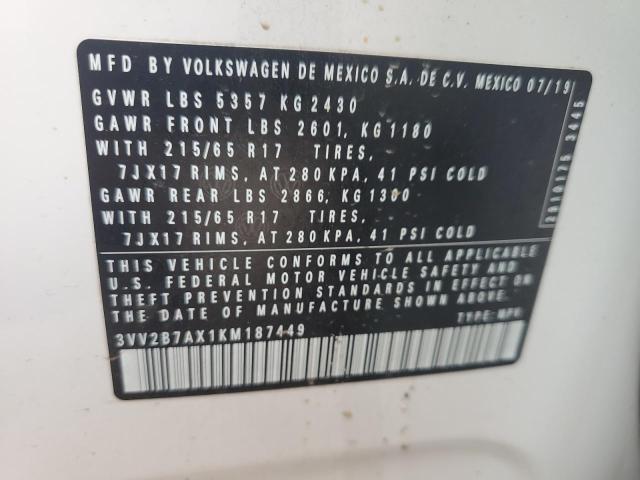 MFD BY VOLKSWAGEN DE MEXICO S.A. DE C.V. MEXICO 07/19
GVWR LBS 5357 KG 2430
GAWR FRONT LBS 2601, KG 1180
WITH 215/65 R17 TIRES,
7JX17 RIMS, AT 280 KPA, 41 PSI COLD
GAWR REAR LBS 2866, KG 1300
WITH 215/65 R17 TIRES,
7JX17 RIMS, AT 280 KPA, 41 PSI COLD
THIS VEHICLE CONFORMS TO ALL APPLICABLE
U.S. FEDERAL MOTOR VEHICLE SAFETY AND
THEFT PREVENTION STANDARDS IN EFFECT ON
THE DATE OF MANUFACTURE SHOWN ABOVE.
TYPE: MPV
3VV2B7AX1KM187449
2810175 3445